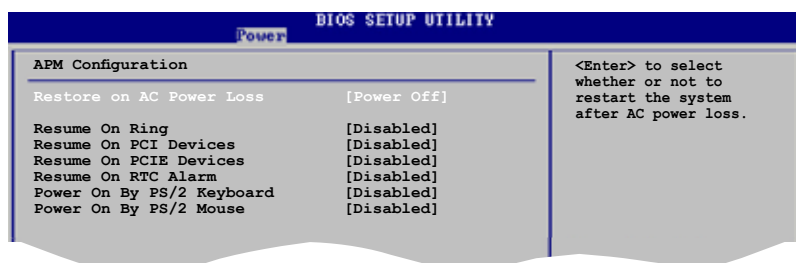 BIOS SETUP UTILITY
Power
APM Configuration
Restore on AC Power Loss [Power Off]
Resume On Ring [Disabled]
Resume On PCI Devices [Disabled]
Resume On PCIE Devices [Disabled]
Resume On RTC Alarm [Disabled]
Power On By PS/2 Keyboard [Disabled]
Power On By PS/2 Mouse [Disabled]
<Enter> to select
whether or not to
restart the system
after AC power loss.